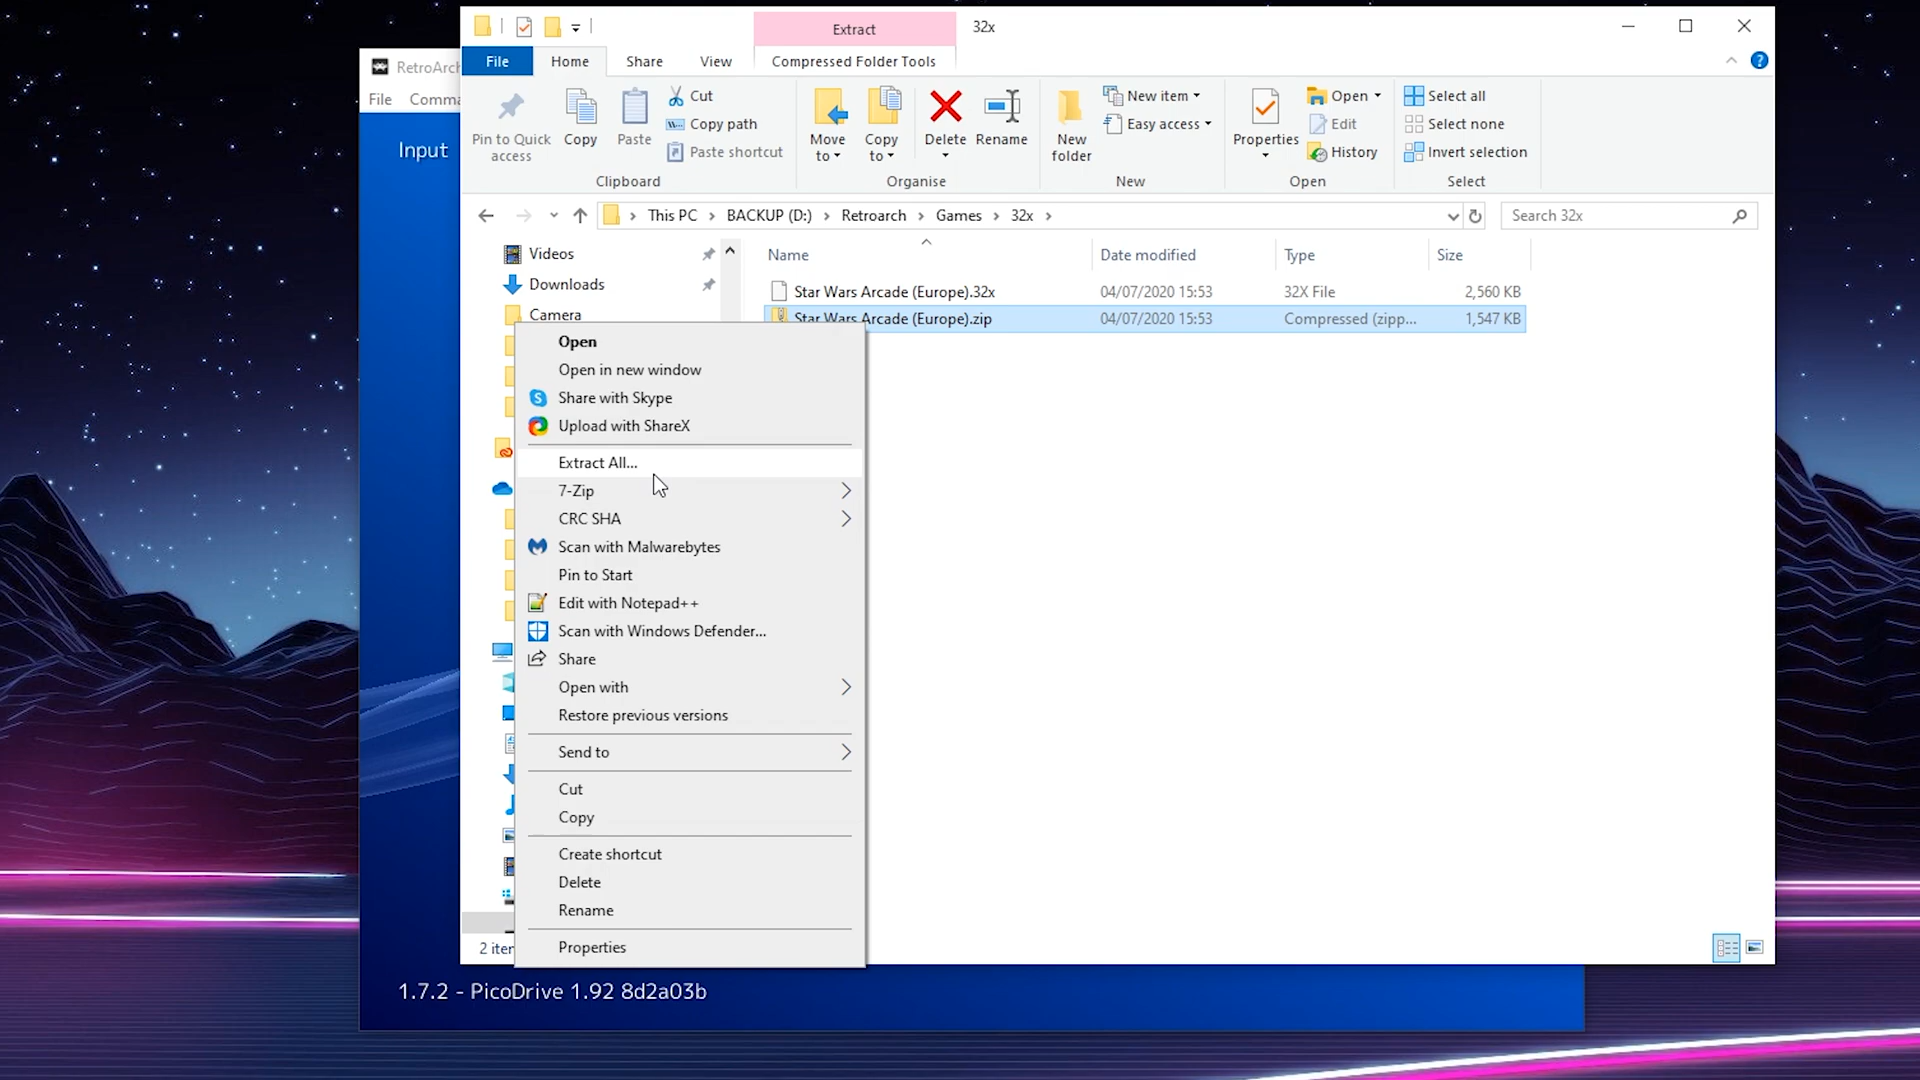 Extract
32x
File
Home
Share
View
Compressed Folder Tools
RetroArch
File
Comma
Input
Pin to Quick
access
Copy
Paste
Cut
Copy path
Paste shortcut
Clipboard
Move
to
Copy
to
Delete
Rename
Organise
New
folder
New item
Easy access
New
Properties
Open
Edit
History
Open
Select all
Select none
Invert selection
Select
This PC
BACKUP (D:)
Retroarch
Games
32x
Search 32x
Videos
Downloads
Camera
Name
Date modified
Type
Size
Star Wars Arcade (Europe).32x
04/07/2020 15:53
32X File
2,560 KB
Star Wars Arcade (Europe).zip
04/07/2020 15:53
Compressed (zipp...
1,547 KB
Open
Open in new window
Share with Skype
Upload with ShareX
Extract All...
7-Zip
CRC SHA
Scan with Malwarebytes
Pin to Start
Edit with Notepad++
Scan with Windows Defender...
Share
Open with
Restore previous versions
Send to
Cut
Copy
Create shortcut
Delete
Rename
Properties
2 iter
1.7.2 - PicoDrive 1.92 8d2a03b